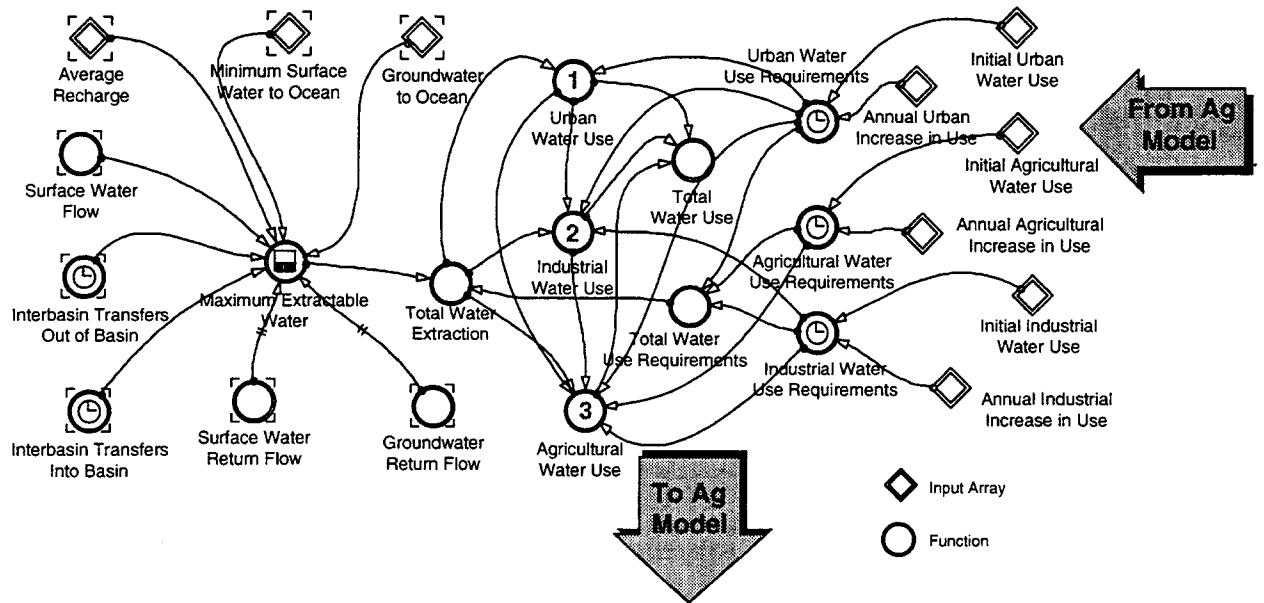 Average
Recharge
Minimum Surface
Water to Ocean
Groundwater
to Ocean
1
Urban
Water Use
Urban Water
Use Requirements
Initial Urban
Water Use
Annual Urban
Increase in Use
From Ag
Model
Surface Water
Flow
Total
Water Use
Initial Agricultural
Water Use
2
Industrial
Water Use
Annual Agricultural
Increase in Use
Agricultural Water
Use Requirements
Interbasin Transfers
Out of Basin
Maximum Extractable
Water
Total Water
Extraction
Total Water
Use Requirements
Initial Industrial
Water Use
Industrial Water
Use Requirements
Annual Industrial
Increase in Use
Interbasin Transfers
Into Basin
Surface Water
Return Flow
Groundwater
Return Flow
3
Agricultural
Water Use
To Ag
Model
Input Array
Function